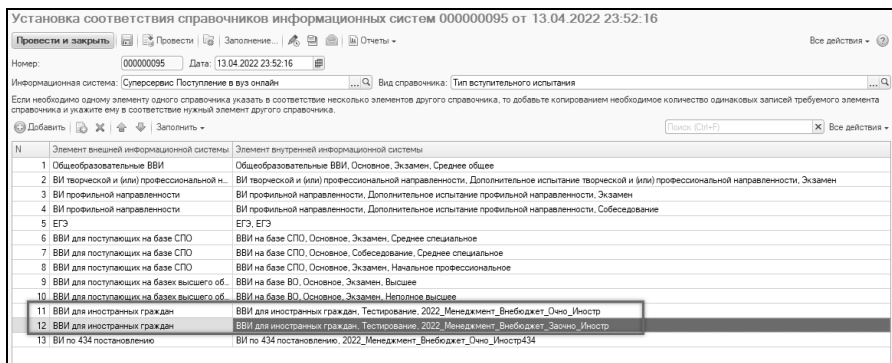 Установка соответствия справочников информационных систем 000000095 от 13.04.2022 23:52:16
Провести и закрыть Провести Заполнение... Отчеты Все действия
Номер: 000000095 Дата: 13.04.2022 23:52:16
Информационная система: Суперсервис Поступление в вуз онлайн ... Вид справочника: Тип вступительного испытания ...
Если необходимо одному элементу одного справочника указать в соответствие несколько элементов другого справочника, то добавьте копированием необходимое количество одинаковых записей требуемого элемента
справочника и укажите ему в соответствие нужный элемент другого справочника.
Добавить Заполнить Поиск (Ctrl+F) Все действия
N Элемент внешней информационной системы Элемент внутренней информационной системы
1 Общеобразовательные ВВИ Общеобразовательные ВВИ, Основное, Экзамен, Среднее общее
2 ВИ творческой и (или) профессиональной н... ВИ творческой и (или) профессиональной направленности, Дополнительное испытание творческой и (или) профессиональной направленности, Экзамен
3 ВИ профильной направленности ВИ профильной направленности, Дополнительное испытание профильной направленности, Экзамен
4 ВИ профильной направленности ВИ профильной направленности, Дополнительное испытание профильной направленности, Собеседование
5 ЕГЭ ЕГЭ, ЕГЭ
6 ВВИ для поступающих на базе СПО ВВИ на базе СПО, Основное, Экзамен, Среднее специальное
7 ВВИ для поступающих на базе СПО ВВИ на базе СПО, Основное, Собеседование, Среднее специальное
8 ВВИ для поступающих на базе СПО ВВИ на базе СПО, Основное, Экзамен, Начальное профессиональное
9 ВВИ для поступающих на базех высшего об... ВВИ на базе ВО, Основное, Экзамен, Высшее
10 ВВИ для поступающих на базех высшего об... ВВИ на базе ВО, Основное, Экзамен, Неполное высшее
11 ВВИ для иностранных граждан ВВИ для иностранных граждан, Тестирование, 2022_Менеджмент_Внебюджет_Очно_Иностр
12 ВВИ для иностранных граждан ВВИ для иностранных граждан, Тестирование, 2022_Менеджмент_Внебюджет_Заочно_Иностр
13 ВИ по 434 постановлению ВИ по 434 постановлению, 2022_Менеджмент_Внебюджет_Очно_Иностр434